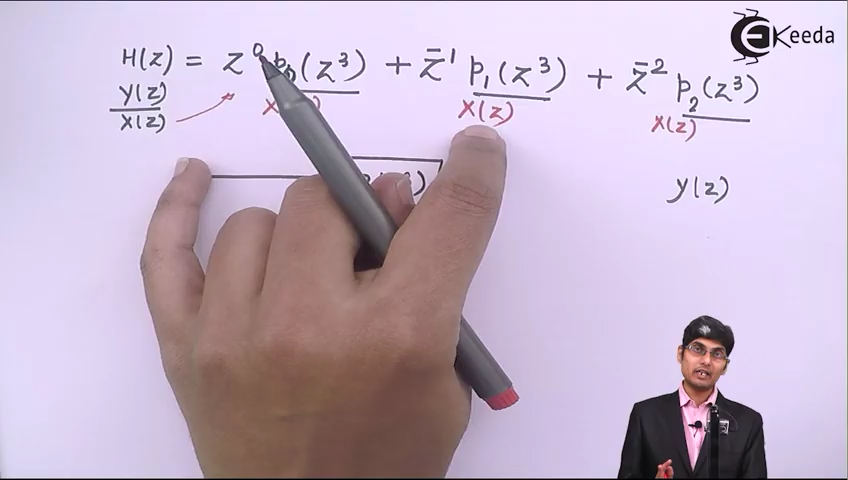 EKeeda
H(z) = z⁰ p₀(z³) + z̄¹ p₁(z³) + z̄² p₂(z³)
Y(z)
X(z) X(z) X(z)
Y(z)